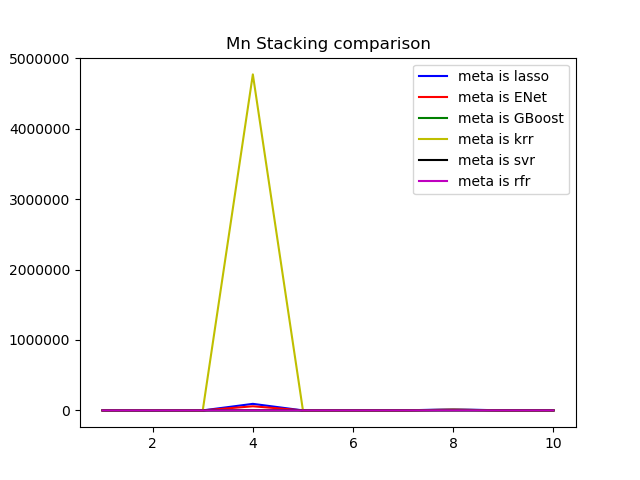 Mn Stacking comparison
5000000
4000000
3000000
2000000
1000000
0
2
4
6
8
10
meta is lasso
meta is ENet
meta is GBoost
meta is krr
meta is svr
meta is rfr